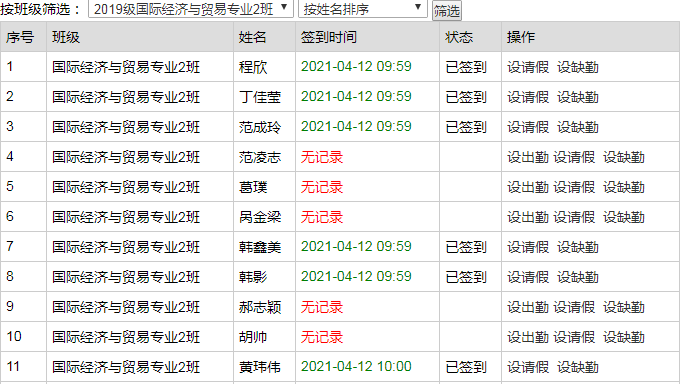 按班级筛选： 2019级国际经济与贸易专业2班 按姓名排序 筛选
序号 班级 姓名 签到时间 状态 操作
1 国际经济与贸易专业2班 程欣 2021-04-12 09:59 已签到 设请假 设缺勤
2 国际经济与贸易专业2班 丁佳莹 2021-04-12 09:59 已签到 设请假 设缺勤
3 国际经济与贸易专业2班 范成玲 2021-04-12 09:59 已签到 设请假 设缺勤
4 国际经济与贸易专业2班 范凌志 无记录 设出勤 设请假 设缺勤
5 国际经济与贸易专业2班 葛璞 无记录 设出勤 设请假 设缺勤
6 国际经济与贸易专业2班 呙金梁 无记录 设出勤 设请假 设缺勤
7 国际经济与贸易专业2班 韩鑫美 2021-04-12 09:59 已签到 设请假 设缺勤
8 国际经济与贸易专业2班 韩影 2021-04-12 09:59 已签到 设请假 设缺勤
9 国际经济与贸易专业2班 郝志颖 无记录 设出勤 设请假 设缺勤
10 国际经济与贸易专业2班 胡帅 无记录 设出勤 设请假 设缺勤
11 国际经济与贸易专业2班 黄玮伟 2021-04-12 10:00 已签到 设请假 设缺勤